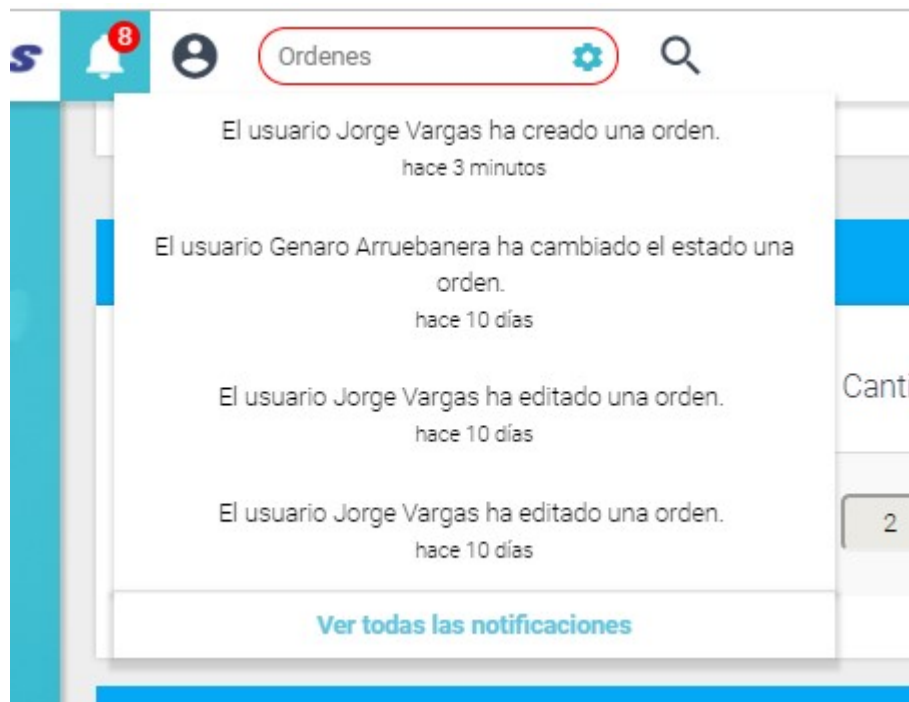 s
8
Ordenes
El usuario Jorge Vargas ha creado una orden.
hace 3 minutos
El usuario Genaro Arruebanera ha cambiado el estado una
orden.
hace 10 días
El usuario Jorge Vargas ha editado una orden.
hace 10 días
Canti
El usuario Jorge Vargas ha editado una orden.
hace 10 días
2
Ver todas las notificaciones